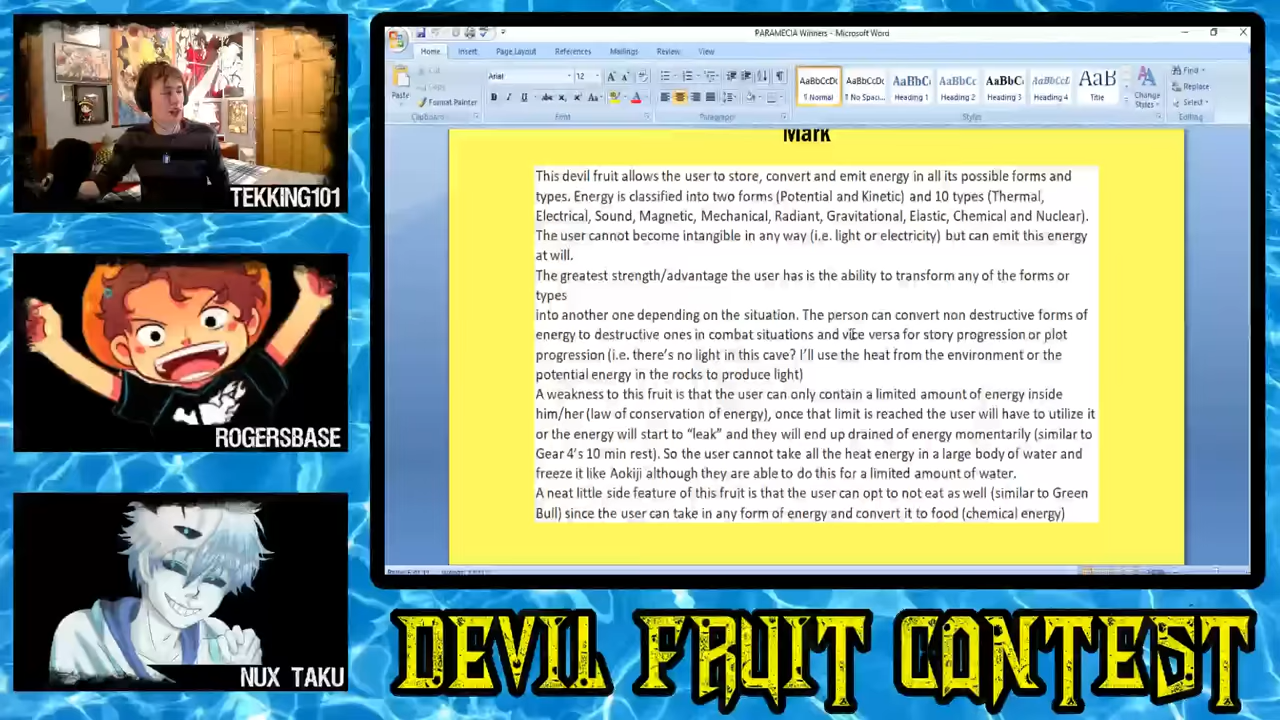 TEKKING101
ROGERSBASE
NUX TAKU
PARAMECIA Winners - Microsoft Word
Home Insert Page Layout References Mailings Review View
Paste
Cut
Copy
Format Painter
Clipboard
Arial 12
Font
Paragraph
AaBbCcDc AaBbCcDc AaBbC AaBbCc AaBbCc AaBbCcI AaB
¶ Normal ¶ No Spaci... Heading 1 Heading 2 Heading 3 Heading 4 Title
Change Styles
Styles
Find
Replace
Select
Editing
Mark
This devil fruit allows the user to store, convert and emit energy in all its possible forms and
types. Energy is classified into two forms (Potential and Kinetic) and 10 types (Thermal,
Electrical, Sound, Magnetic, Mechanical, Radiant, Gravitational, Elastic, Chemical and Nuclear).
The user cannot become intangible in any way (i.e. light or electricity) but can emit this energy
at will.
The greatest strength/advantage the user has is the ability to transform any of the forms or
types
into another one depending on the situation. The person can convert non destructive forms of
energy to destructive ones in combat situations and vice versa for story progression or plot
progression (i.e. there's no light in this cave? I'll use the heat from the environment or the
potential energy in the rocks to produce light)
A weakness to this fruit is that the user can only contain a limited amount of energy inside
him/her (law of conservation of energy), once that limit is reached the user will have to utilize it
or the energy will start to "leak" and they will end up drained of energy momentarily (similar to
Gear 4's 10 min rest). So the user cannot take all the heat energy in a large body of water and
freeze it like Aokiji although they are able to do this for a limited amount of water.
A neat little side feature of this fruit is that the user can opt to not eat as well (similar to Green
Bull) since the user can take in any form of energy and convert it to food (chemical energy)
DEVIL FRUIT CONTEST